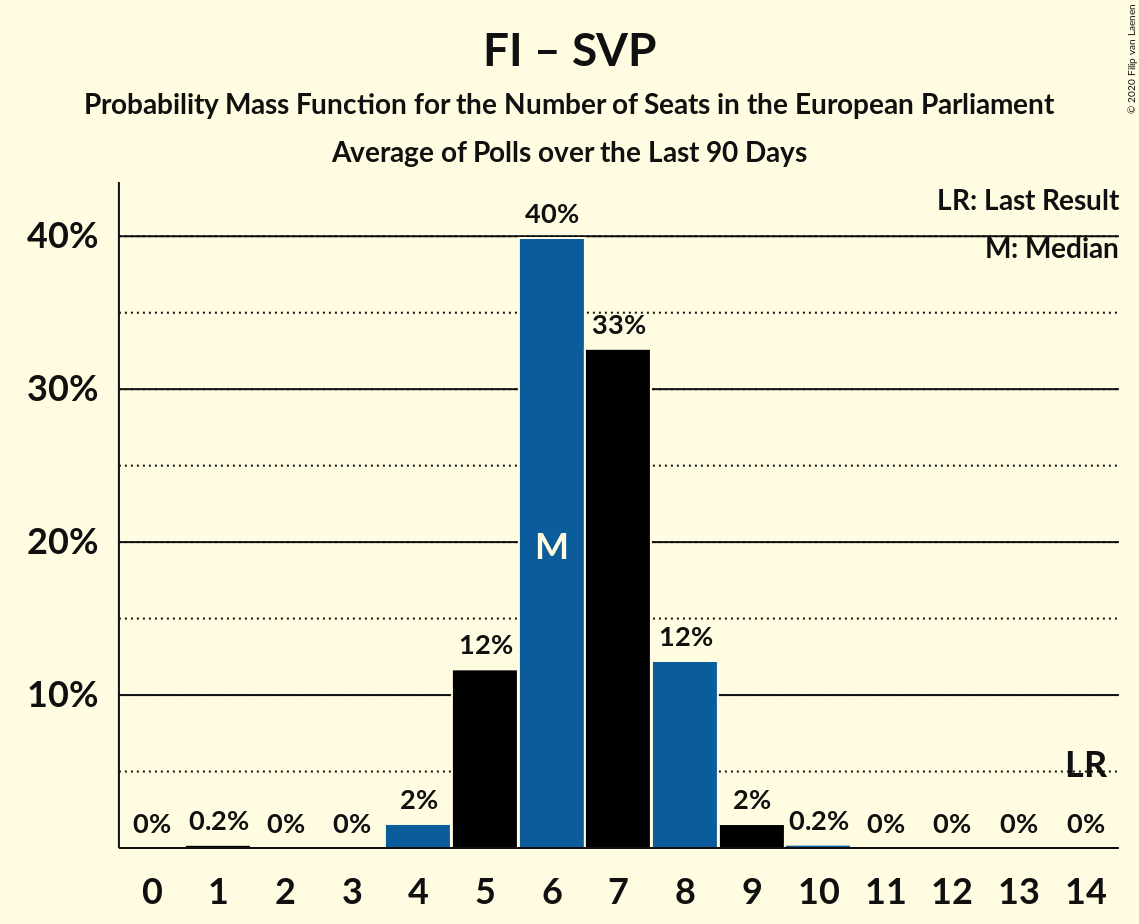 FI – SVP
Probability Mass Function for the Number of Seats in the European Parliament
Average of Polls over the Last 90 Days
© 2020 Filip van Laenen
LR: Last Result
M: Median
40%
30%
20%
10%
0%
0.2%
0%
0%
2%
12%
40%
33%
12%
2%
0.2%
0%
0%
0%
0%
M
LR
0 1 2 3 4 5 6 7 8 9 10 11 12 13 14